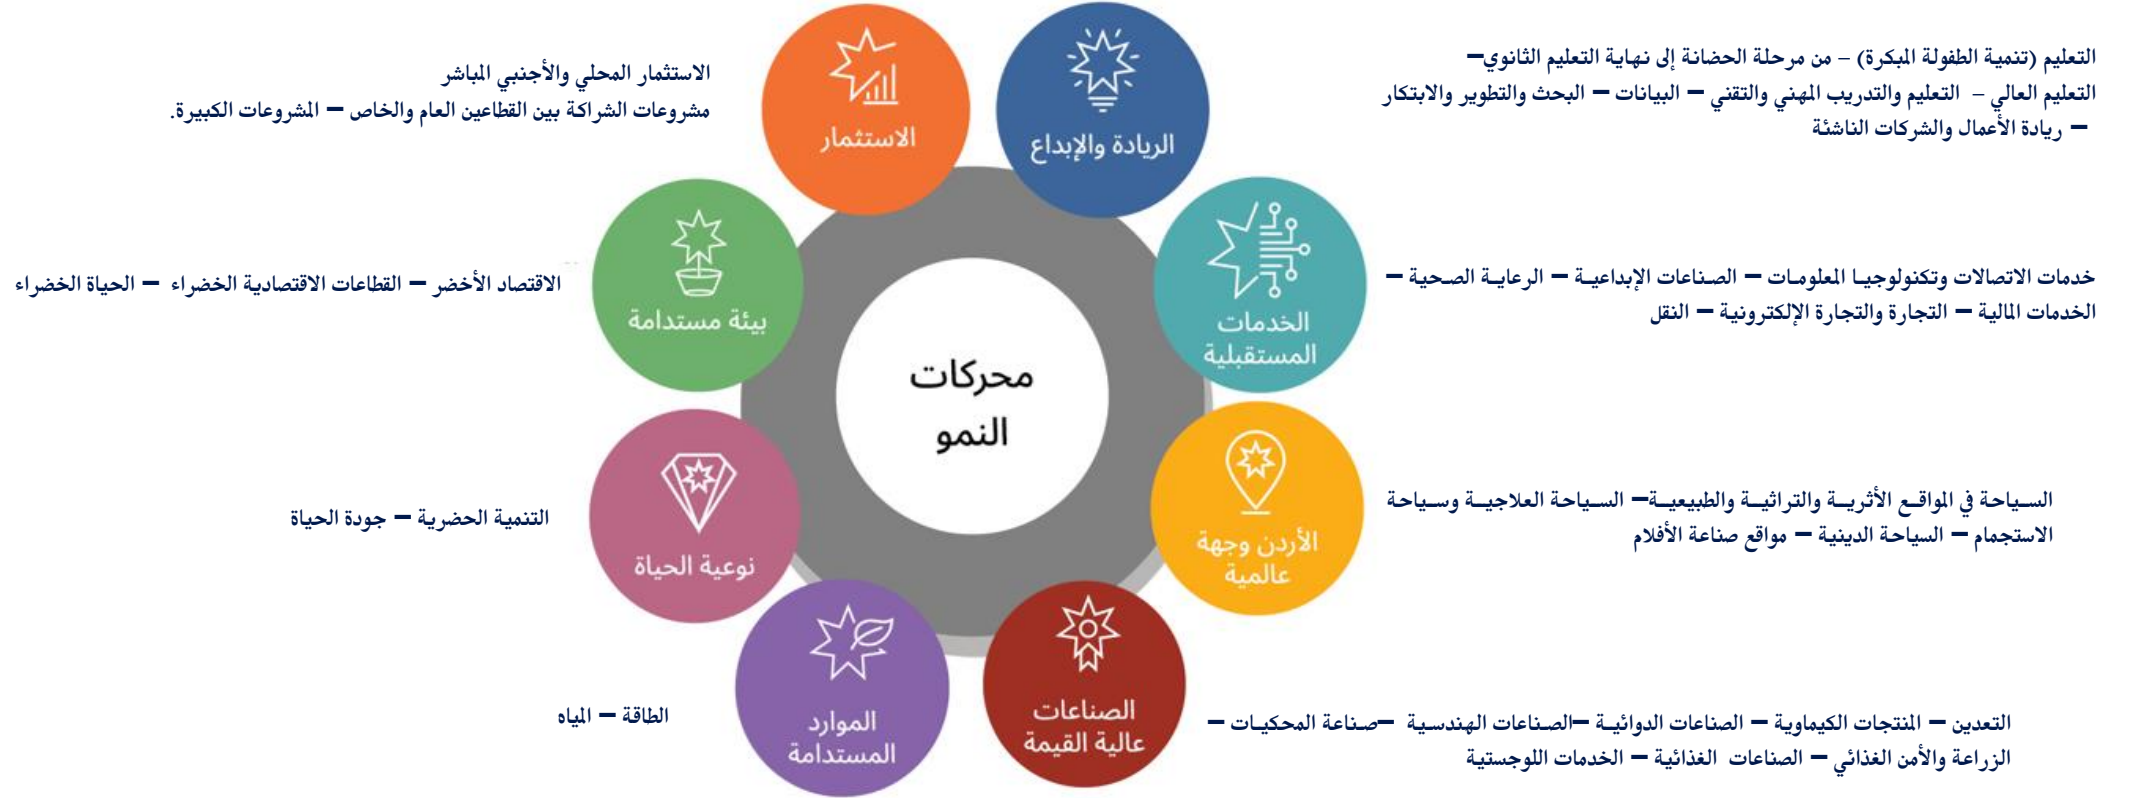 محركات
النمو
الريادة والإبداع
التعليم (تنمية الطفولة المبكرة) – من مرحلة الحضانة إلى نهاية التعليم الثانوي–
التعليم العالي – التعليم والتدريب المهني والتقني – البيانات – البحث والتطوير والابتكار
– ريادة الأعمال والشركات الناشئة
الخدمات
المستقبلية
خدمات الاتصالات وتكنولوجيا المعلومات – الصناعات الإبداعية – الرعاية الصحية –
الخدمات المالية – التجارة والتجارة الإلكترونية – النقل
الأردن وجهة
عالمية
السياحة في المواقع الأثرية والتراثية والطبيعية– السياحة العلاجية وسياحة
الاستجمام – السياحة الدينية – مواقع صناعة الأفلام
الصناعات
عالية القيمة
التعدين – المنتجات الكيماوية – الصناعات الدوائية –الصناعات الهندسية –صناعة المحكيات –
الزراعة والأمن الغذائي – الصناعات الغذائية – الخدمات اللوجستية
الموارد
المستدامة
الطاقة – المياه
نوعية الحياة
التنمية الحضرية – جودة الحياة
بيئة مستدامة
الاقتصاد الأخضر – القطاعات الاقتصادية الخضراء – الحياة الخضراء
الاستثمار
الاستثمار المحلي والأجنبي المباشر
مشروعات الشراكة بين القطاعين العام والخاص – المشروعات الكبيرة.